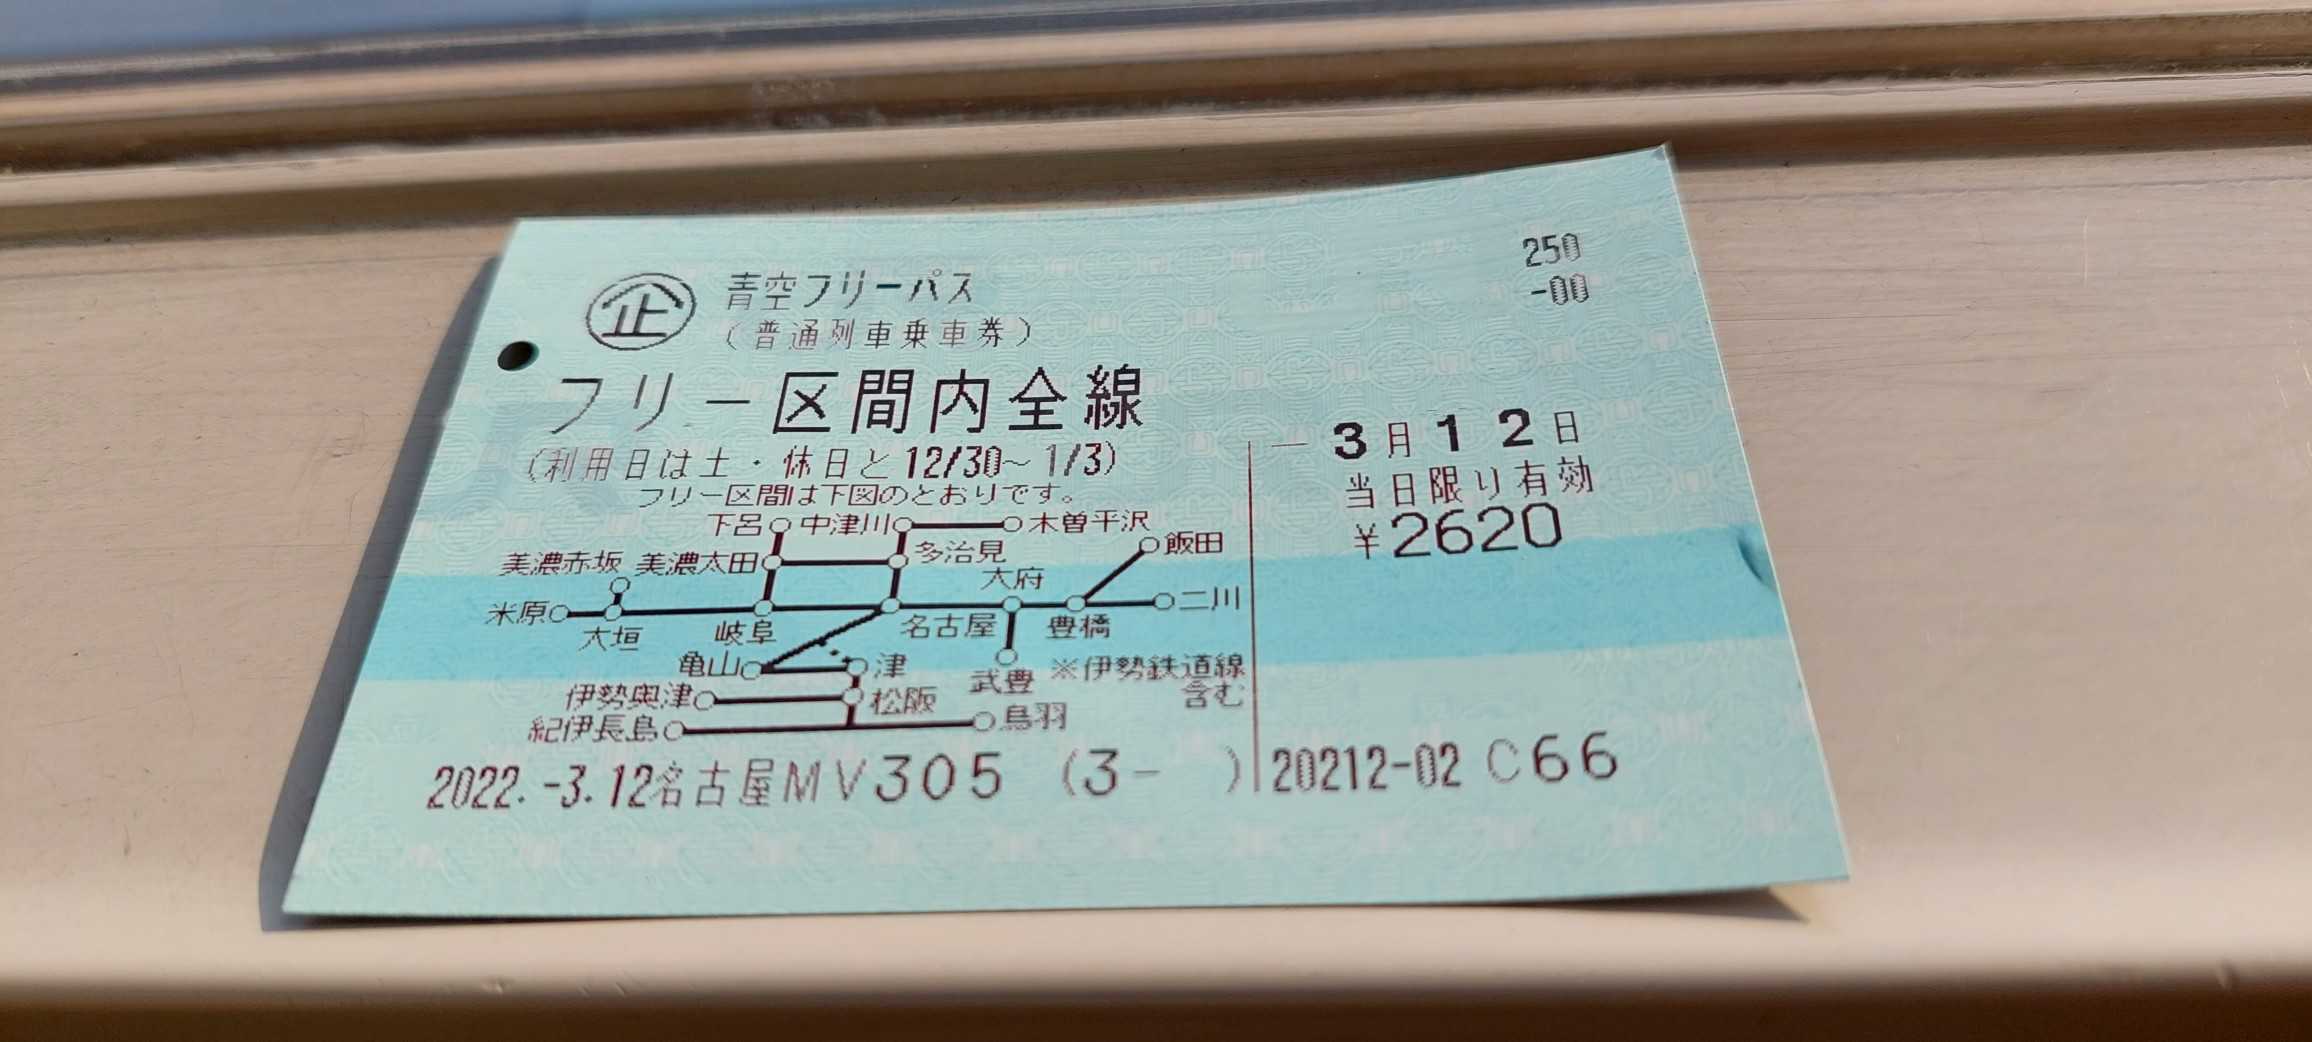 企 青空フリーパス
250
(普通列車乗車券)
-00
フリー区間内全線
-3月12日
(利用日は土・休日と12/30~1/3)
当日限り有効
フリー区間は下図のとおりです。
¥2620
下呂 中津川 木曽平沢
飯田
美濃赤坂 美濃太田 多治見
大府
米原 二川
大垣 岐阜 名古屋 豊橋
亀山 津 武豊 ※伊勢鉄道線
含む
伊勢奥津 松阪
紀伊長島 鳥羽
2022.-3.12名古屋MV305 (3- ) 20212-02 C66